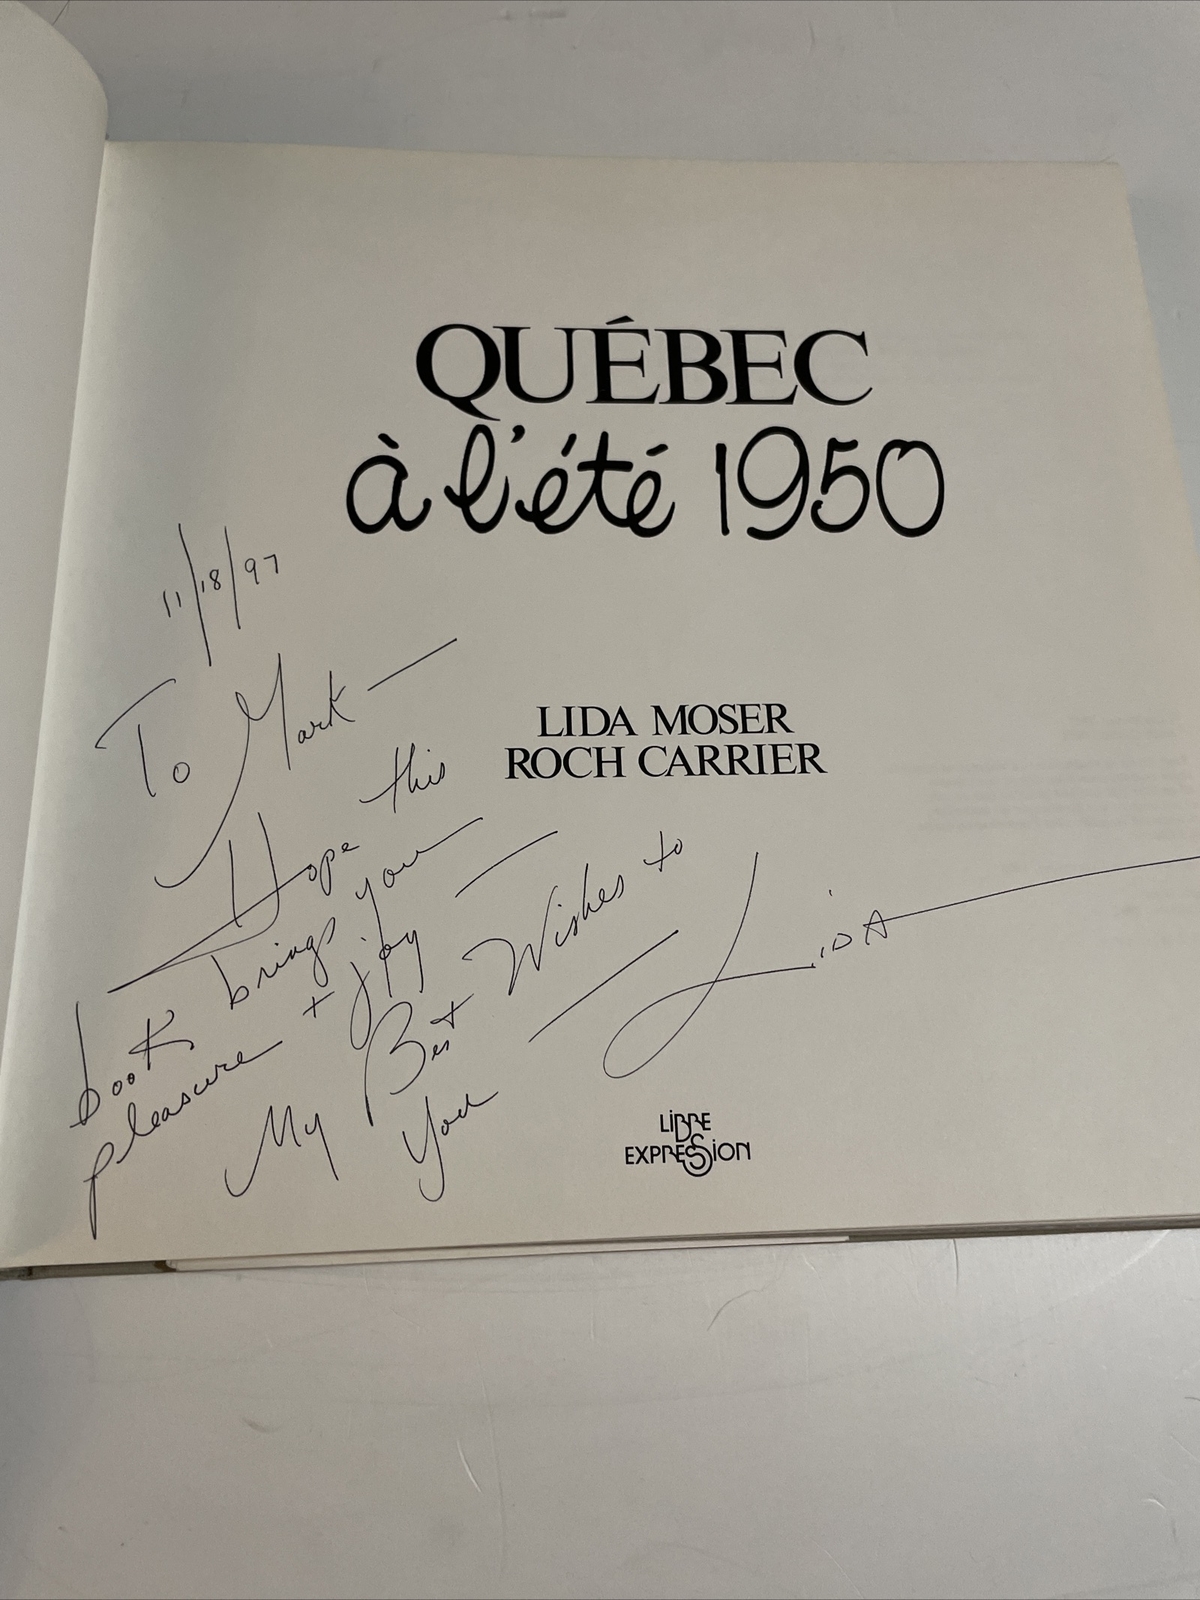 QUÉBEC
à l'été 1950
11/18/97
To Mark —
LIDA MOSER
ROCH CARRIER
Hope this
book brings you —
pleasure + joy —
My Best Wishes to
You —
LiDA
LIBRE
EXPRESSION